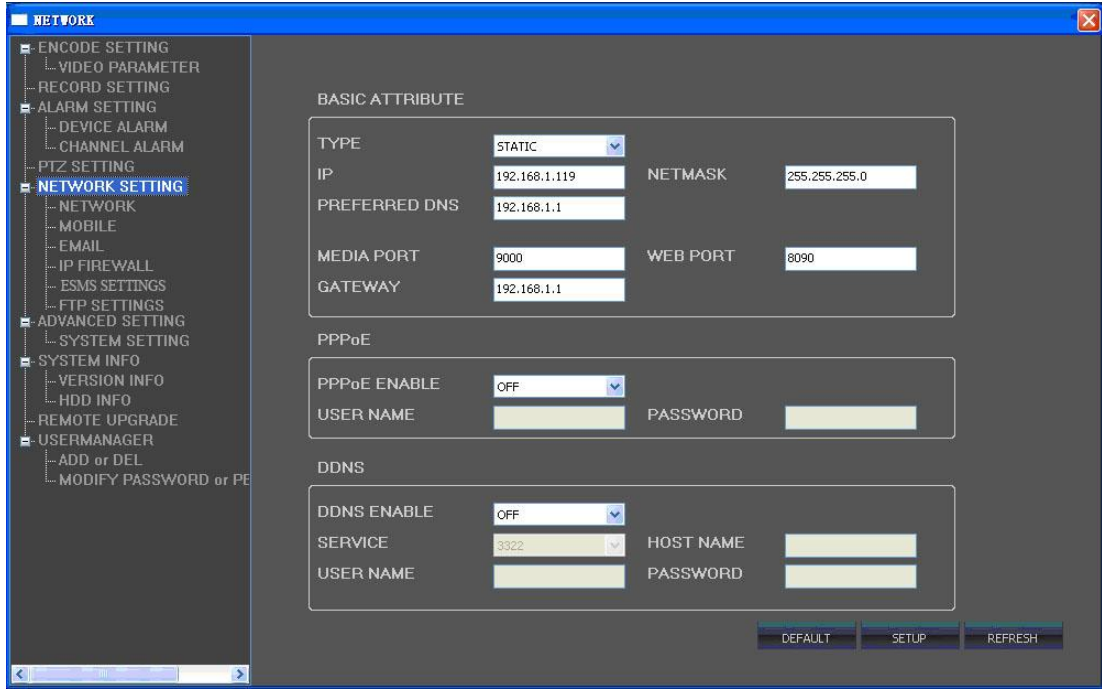 NETWORK
ENCODE SETTING
VIDEO PARAMETER
RECORD SETTING
ALARM SETTING
DEVICE ALARM
CHANNEL ALARM
PTZ SETTING
NETWORK SETTING
NETWORK
MOBILE
EMAIL
IP FIREWALL
ESMS SETTINGS
FTP SETTINGS
ADVANCED SETTING
SYSTEM SETTING
SYSTEM INFO
VERSION INFO
HDD INFO
REMOTE UPGRADE
USERMANAGER
ADD or DEL
MODIFY PASSWORD or PE
BASIC ATTRIBUTE
TYPE STATIC
IP 192.168.1.119 NETMASK 255.255.255.0
PREFERRED DNS 192.168.1.1
MEDIA PORT 9000 WEB PORT 8090
GATEWAY 192.168.1.1
PPPoE
PPPoE ENABLE OFF
USER NAME PASSWORD
DDNS
DDNS ENABLE OFF
SERVICE 3322 HOST NAME
USER NAME PASSWORD
DEFAULT SETUP REFRESH